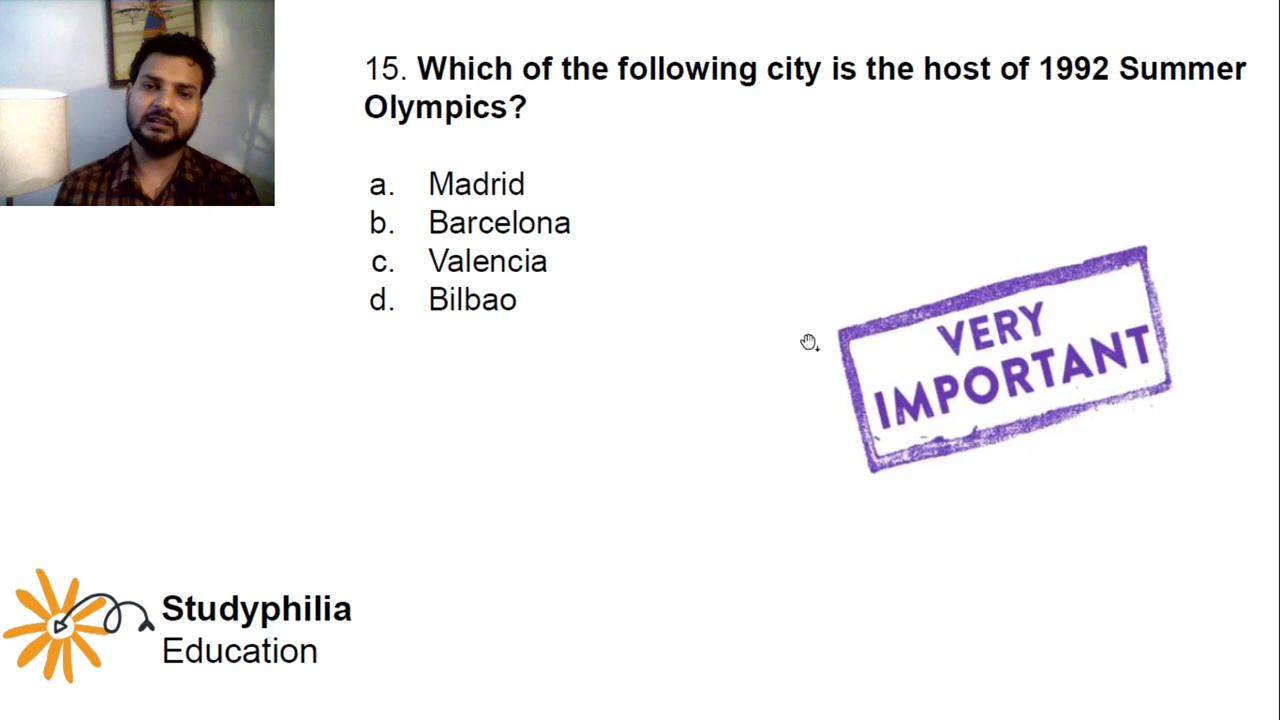 15. Which of the following city is the host of 1992 Summer
Olympics?
a. Madrid
b. Barcelona
c. Valencia
d. Bilbao
VERY
IMPORTANT
Studyphilia
Education